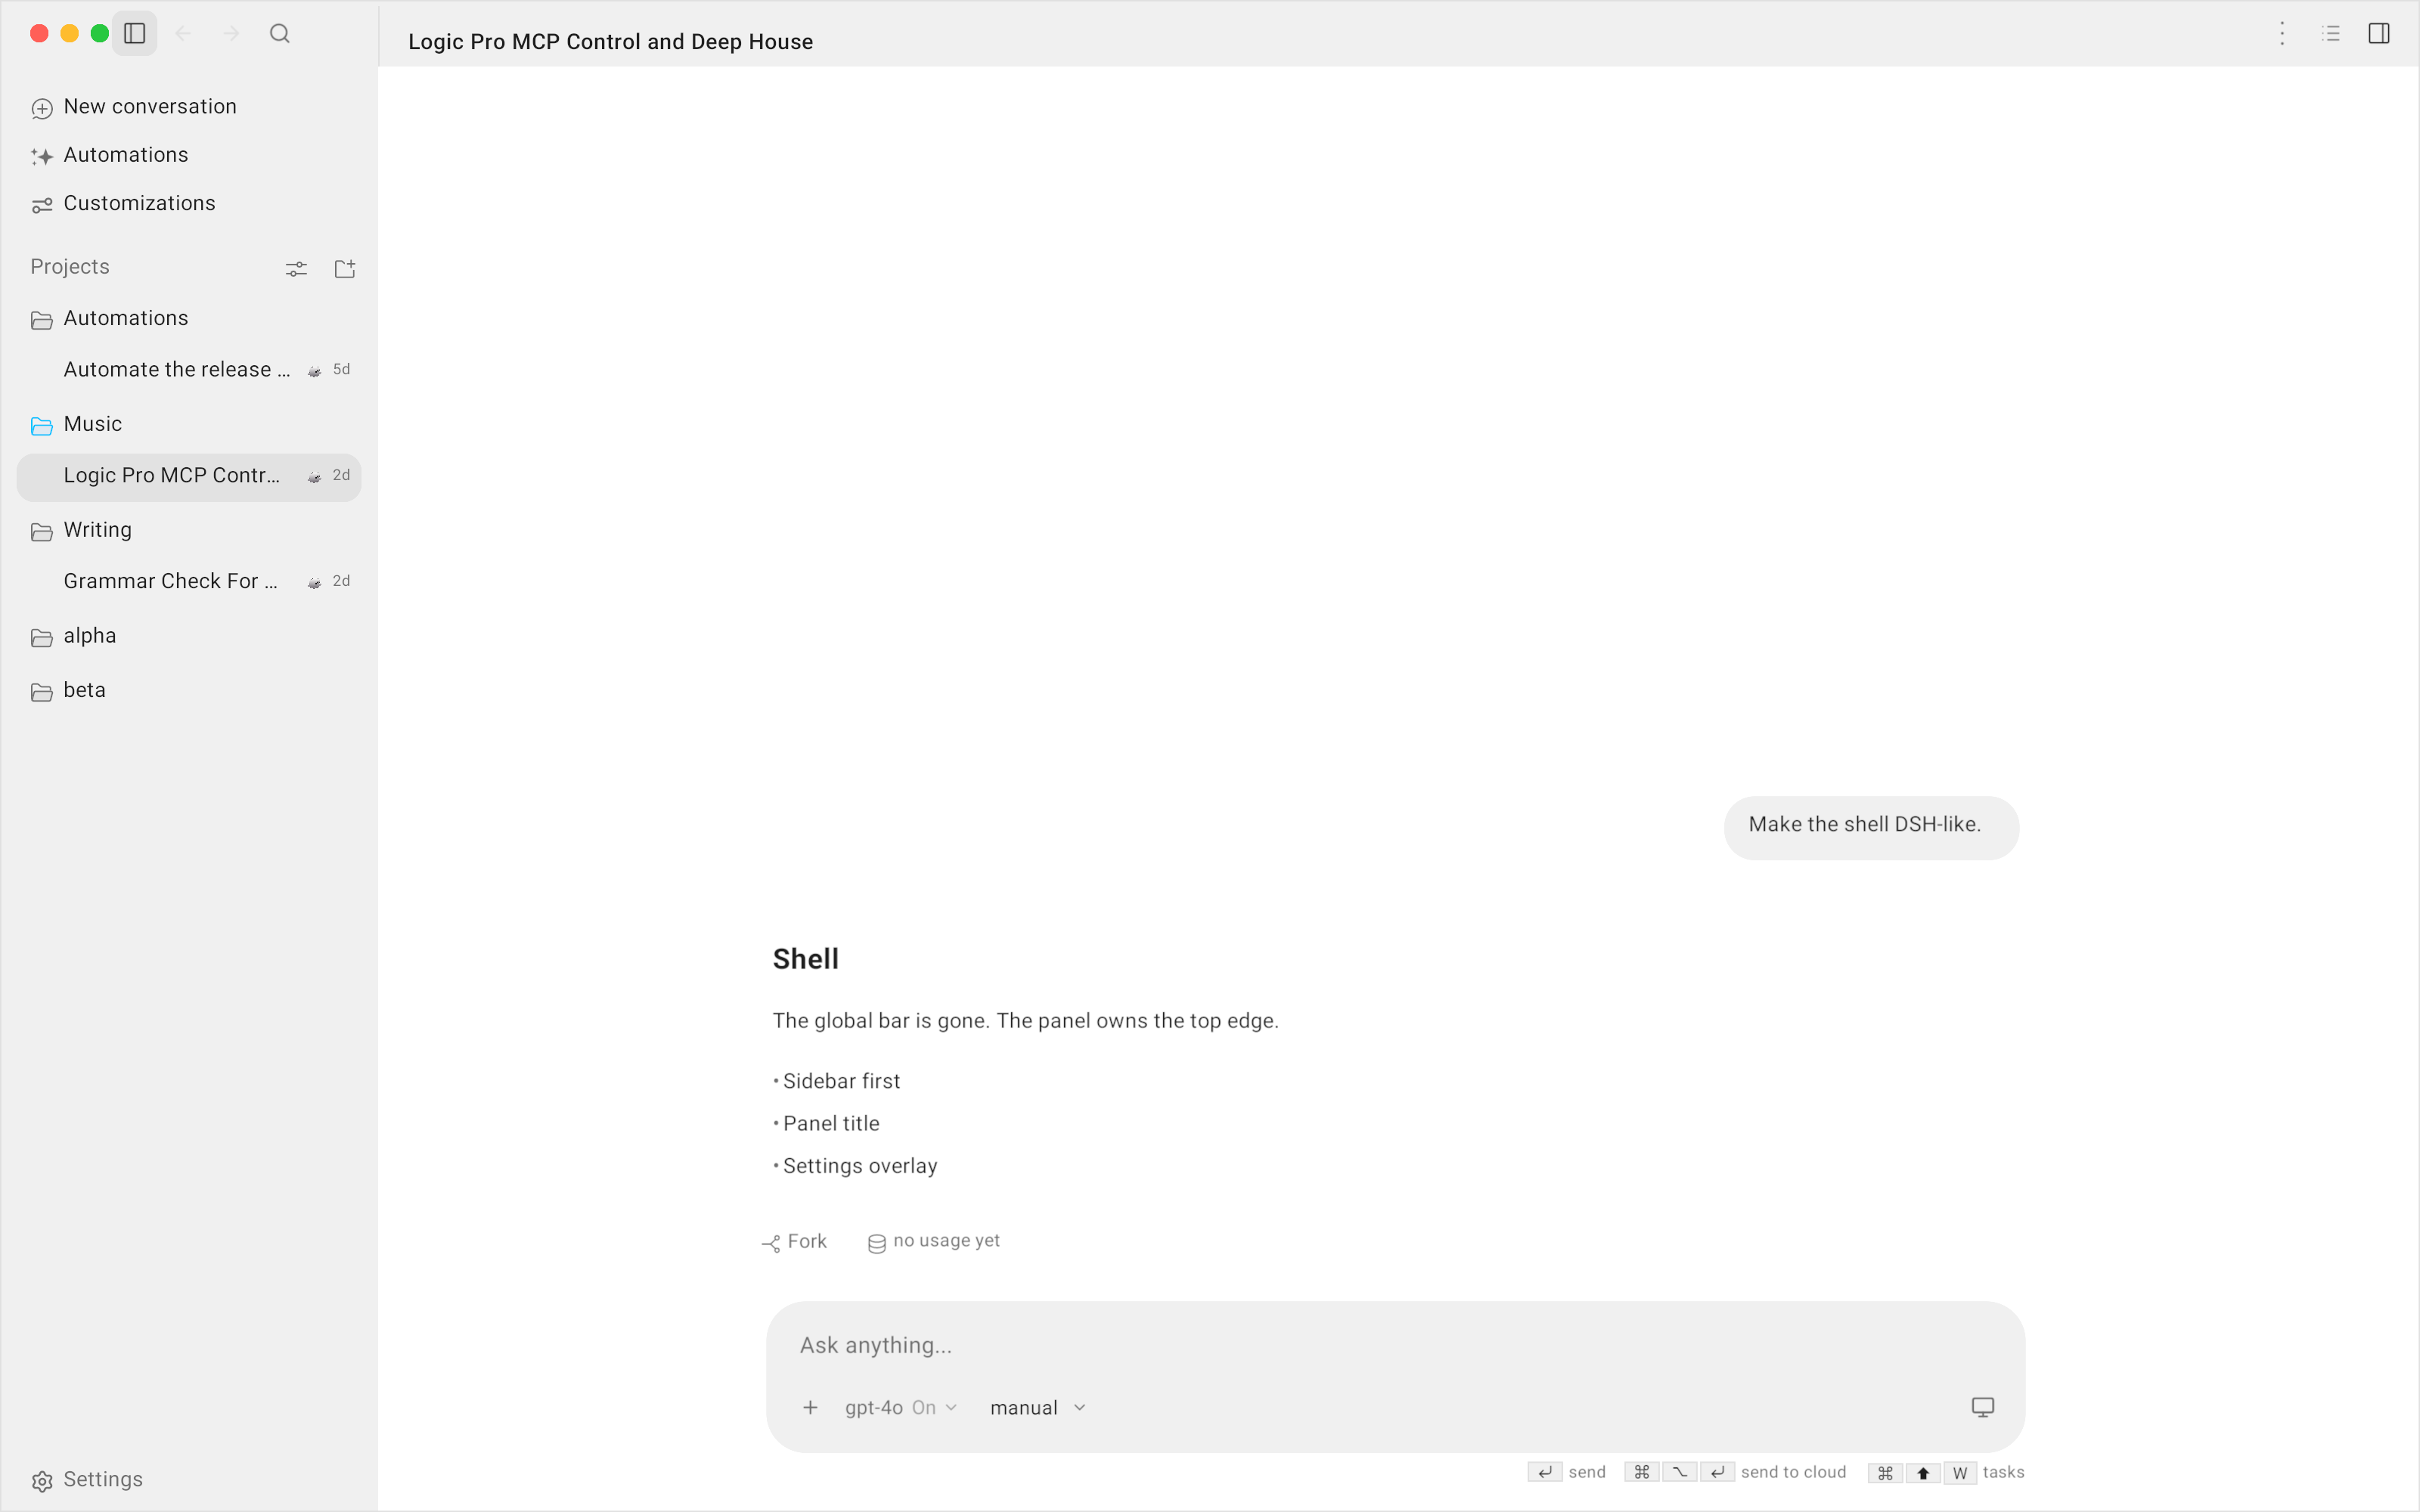 Logic Pro MCP Control and Deep House
New conversation
Automations
Customizations
Projects
Automations
Automate the release ... 5d
Music
Logic Pro MCP Contr... 2d
Writing
Grammar Check For ... 2d
alpha
beta
Settings
Make the shell DSH-like.
Shell
The global bar is gone. The panel owns the top edge.
• Sidebar first
• Panel title
• Settings overlay
Fork no usage yet
Ask anything...
+ gpt-4o On manual
↵ send ⌘ ⌥ ↵ send to cloud ⌘ ⬆ W tasks